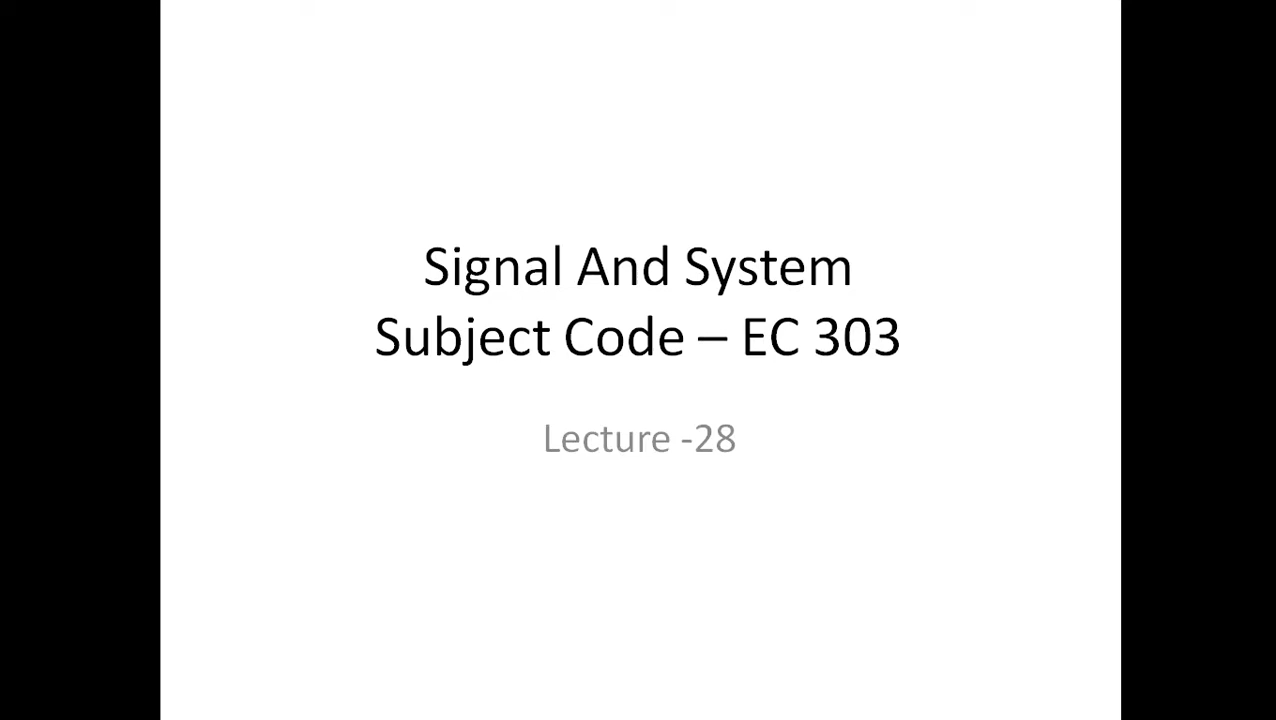 Signal And System
Subject Code – EC 303
Lecture -28